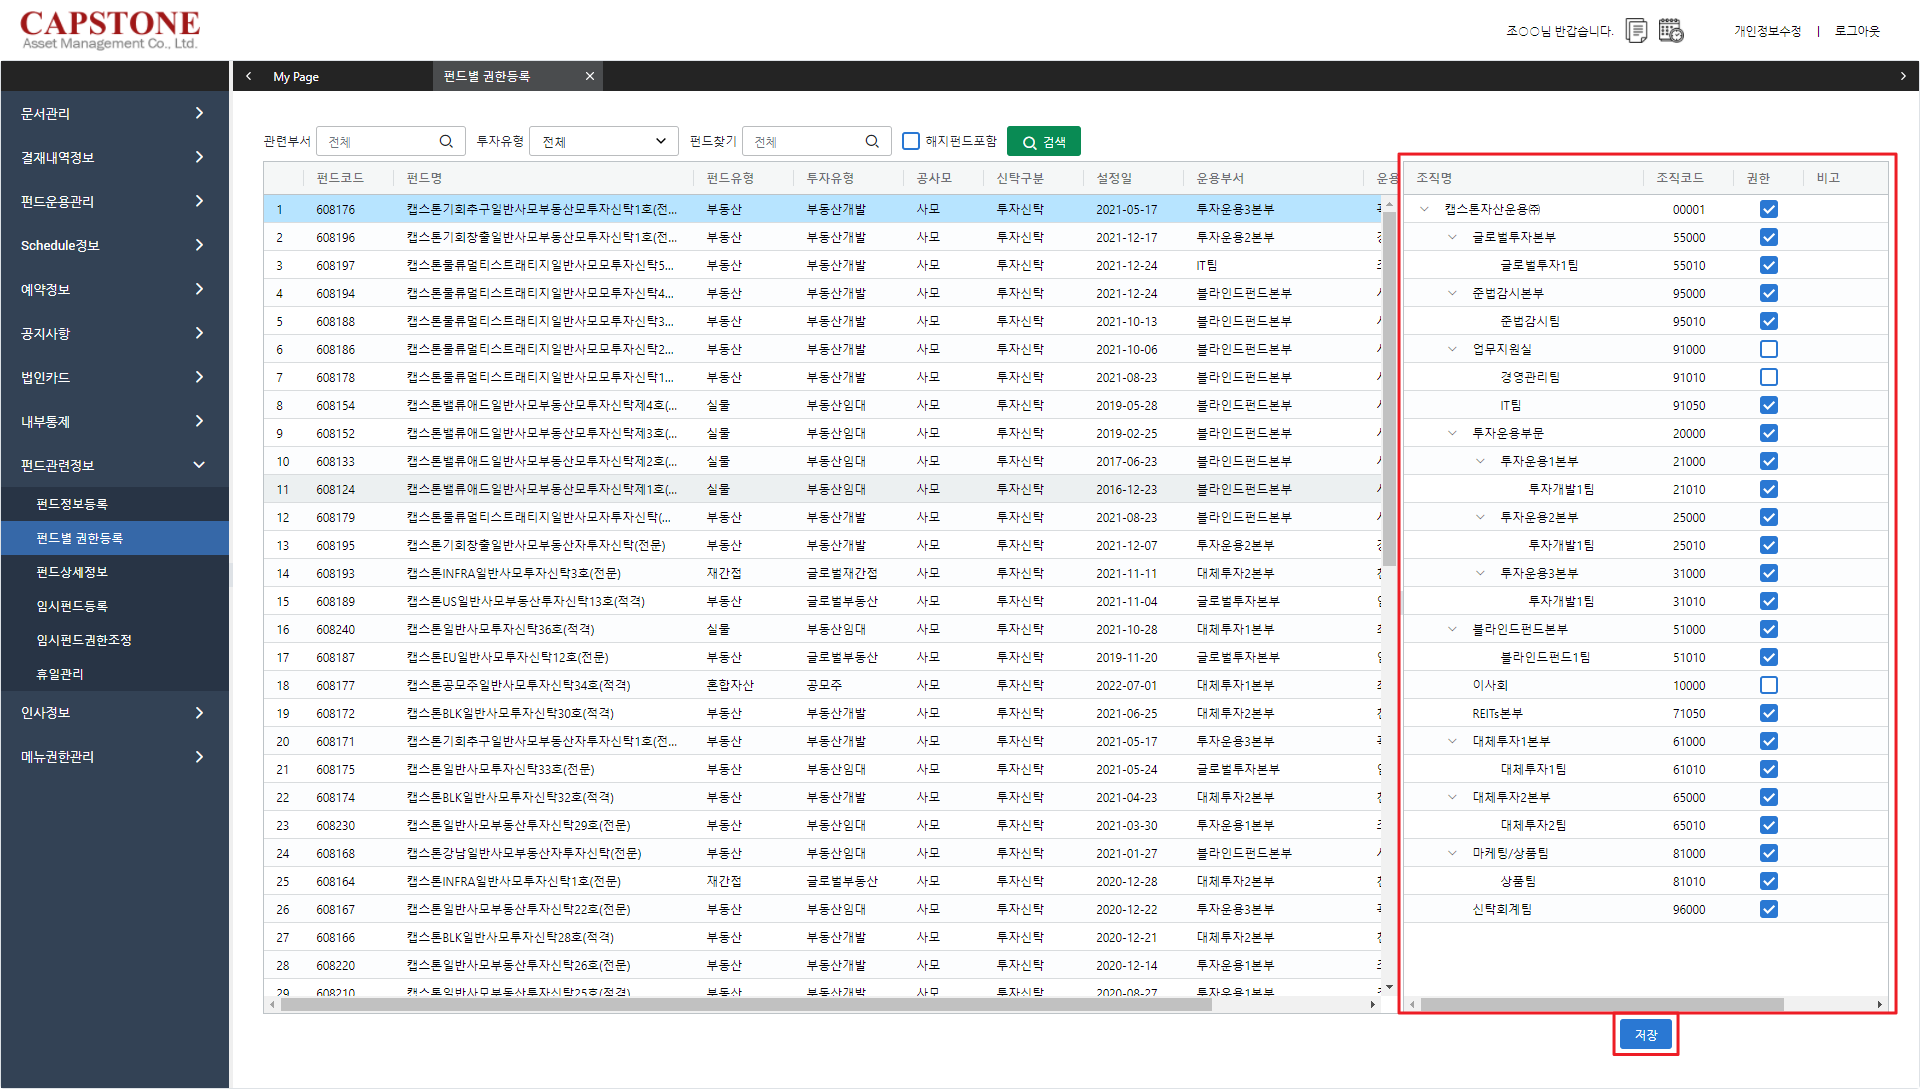 CAPSTONE
Asset Management Co., Ltd.
조○○님 반갑습니다.
개인정보수정 | 로그아웃
My Page
펀드별 권한등록
문서관리
결재내역정보
펀드운용관리
Schedule정보
예약정보
공지사항
법인카드
내부통제
펀드관련정보
펀드정보등록
펀드별 권한등록
펀드상세정보
임시펀드등록
임시펀드권한조정
휴일관리
인사정보
메뉴권한관리
관련부서 전체 투자유형 전체 펀드찾기 전체 해지펀드포함 검색
펀드코드 펀드명 펀드유형 투자유형 공사모 신탁구분 설정일 운용부서 운용
1 608176 캡스톤기회추구일반사모부동산모투자신탁1호(전... 부동산 부동산개발 사모 투자신탁 2021-05-17 투자운용3본부
2 608196 캡스톤기회창출일반사모부동산모투자신탁1호(전... 부동산 부동산개발 사모 투자신탁 2021-12-17 투자운용2본부
3 608197 캡스톤물류멀티스트래티지일반사모모투자신탁5... 부동산 부동산개발 사모 투자신탁 2021-12-24 IT팀
4 608194 캡스톤물류멀티스트래티지일반사모모투자신탁4... 부동산 부동산개발 사모 투자신탁 2021-12-24 블라인드펀드본부
5 608188 캡스톤물류멀티스트래티지일반사모모투자신탁3... 부동산 부동산개발 사모 투자신탁 2021-10-13 블라인드펀드본부
6 608186 캡스톤물류멀티스트래티지일반사모모투자신탁2... 부동산 부동산개발 사모 투자신탁 2021-10-06 블라인드펀드본부
7 608178 캡스톤물류멀티스트래티지일반사모모투자신탁1... 부동산 부동산개발 사모 투자신탁 2021-08-23 블라인드펀드본부
8 608154 캡스톤밸류애드일반사모부동산모투자신탁제4호(... 실물 부동산임대 사모 투자신탁 2019-05-28 블라인드펀드본부
9 608152 캡스톤밸류애드일반사모부동산모투자신탁제3호(... 실물 부동산임대 사모 투자신탁 2019-02-25 블라인드펀드본부
10 608133 캡스톤밸류애드일반사모부동산모투자신탁제2호(... 실물 부동산임대 사모 투자신탁 2017-06-23 블라인드펀드본부
11 608124 캡스톤밸류애드일반사모부동산모투자신탁제1호(... 실물 부동산임대 사모 투자신탁 2016-12-23 블라인드펀드본부
12 608179 캡스톤물류멀티스트래티지일반사모자투자신탁(... 부동산 부동산개발 사모 투자신탁 2021-08-23 블라인드펀드본부
13 608195 캡스톤기회창출일반사모부동산자투자신탁(전문) 부동산 부동산개발 사모 투자신탁 2021-12-07 투자운용2본부
14 608193 캡스톤INFRA일반사모투자신탁3호(전문) 재간접 글로벌재간접 사모 투자신탁 2021-11-11 대체투자2본부
15 608189 캡스톤US일반사모부동산투자신탁13호(적격) 부동산 글로벌부동산 사모 투자신탁 2021-11-04 글로벌투자본부
16 608240 캡스톤일반사모투자신탁36호(적격) 실물 부동산임대 사모 투자신탁 2021-10-28 대체투자1본부
17 608187 캡스톤EU일반사모투자신탁12호(전문) 부동산 글로벌부동산 사모 투자신탁 2019-11-20 글로벌투자본부
18 608177 캡스톤공모주일반사모투자신탁34호(적격) 혼합자산 공모주 사모 투자신탁 2022-07-01 대체투자1본부
19 608172 캡스톤BLK일반사모투자신탁30호(적격) 부동산 부동산개발 사모 투자신탁 2021-06-25 대체투자2본부
20 608171 캡스톤기회추구일반사모부동산자투자신탁1호(전... 부동산 부동산개발 사모 투자신탁 2021-05-17 투자운용3본부
21 608175 캡스톤일반사모투자신탁33호(전문) 부동산 부동산임대 사모 투자신탁 2021-05-24 글로벌투자본부
22 608174 캡스톤BLK일반사모투자신탁32호(적격) 부동산 부동산개발 사모 투자신탁 2021-04-23 대체투자2본부
23 608230 캡스톤일반사모부동산투자신탁29호(전문) 부동산 부동산임대 사모 투자신탁 2021-03-30 투자운용1본부
24 608168 캡스톤강남일반사모부동산자투자신탁(전문) 부동산 부동산임대 사모 투자신탁 2021-01-27 블라인드펀드본부
25 608164 캡스톤INFRA일반사모투자신탁1호(전문) 재간접 글로벌부동산 사모 투자신탁 2020-12-28 대체투자2본부
26 608167 캡스톤일반사모부동산투자신탁22호(전문) 부동산 부동산임대 사모 투자신탁 2020-12-22 투자운용3본부
27 608166 캡스톤BLK일반사모투자신탁28호(적격) 부동산 부동산개발 사모 투자신탁 2020-12-21 대체투자2본부
28 608220 캡스톤일반사모부동산투자신탁26호(전문) 부동산 부동산개발 사모 투자신탁 2020-12-14 투자운용1본부
29 608210 캡스톤일반사모부동산투자신탁25호(적격) 부동산 부동산개발 사모 투자신탁 2020-08-27 투자운용1본부
조직명 조직코드 권한 비고
캡스톤자산운용㈜ 00001
글로벌투자본부 55000
글로벌투자1팀 55010
준법감시본부 95000
준법감시팀 95010
업무지원실 91000
경영관리팀 91010
IT팀 91050
투자운용부문 20000
투자운용1본부 21000
투자개발1팀 21010
투자운용2본부 25000
투자개발1팀 25010
투자운용3본부 31000
투자개발1팀 31010
블라인드펀드본부 51000
블라인드펀드1팀 51010
이사회 10000
REITs본부 71050
대체투자1본부 61000
대체투자1팀 61010
대체투자2본부 65000
대체투자2팀 65010
마케팅/상품팀 81000
상품팀 81010
신탁회계팀 96000
저장